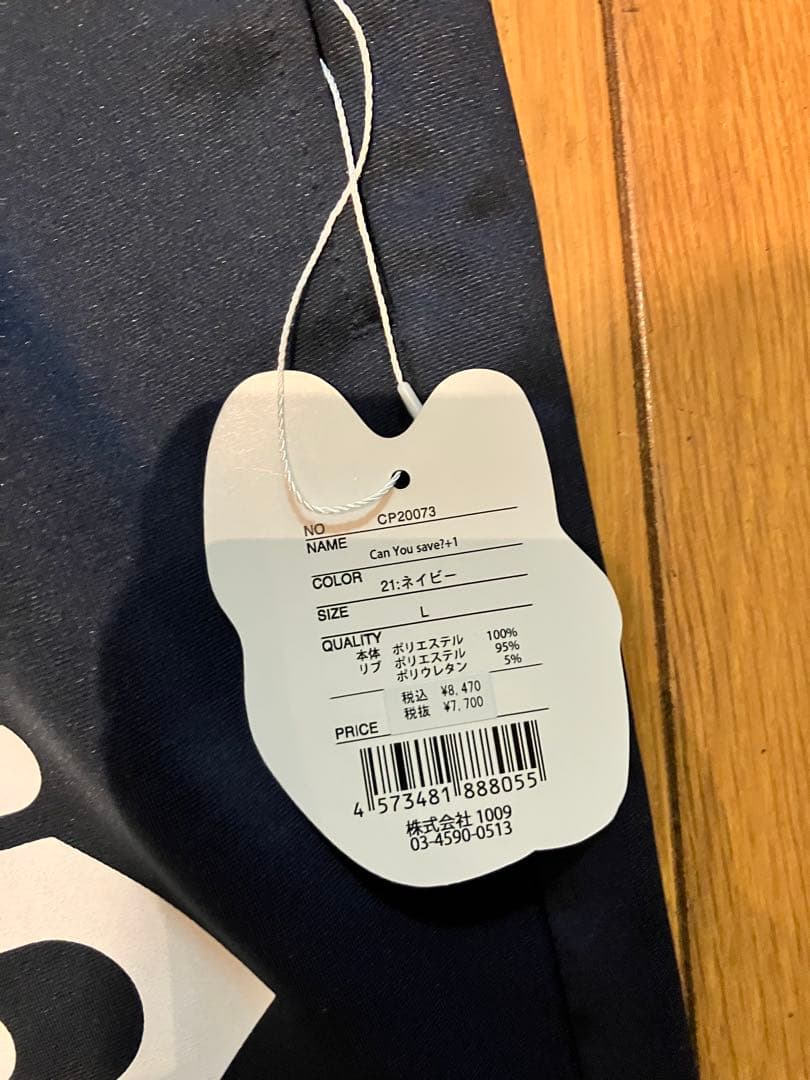 NO CP20073
NAME Can You save?+1
COLOR 21:ネイビー
SIZE L
QUALITY
本体 ポリエステル 100%
リブ ポリエステル 95%
ポリウレタン 5%
税込 ¥8,470
税抜 ¥7,700
PRICE
4 573481 888055
株式会社 1009
03-4590-0513